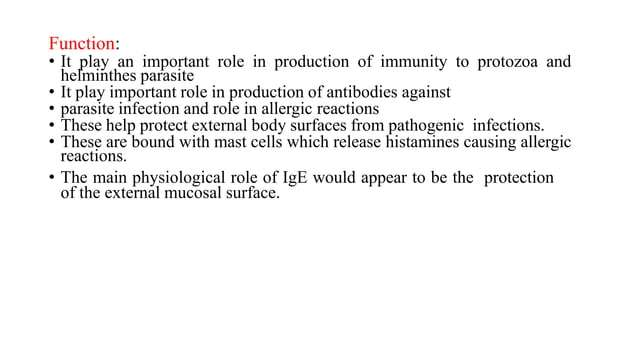 Function:
• It play an important role in production of immunity to protozoa and
helminthes parasite
• It play important role in production of antibodies against
• parasite infection and role in allergic reactions
• These help protect external body surfaces from pathogenic infections.
• These are bound with mast cells which release histamines causing allergic
reactions.
• The main physiological role of IgE would appear to be the protection
of the external mucosal surface.